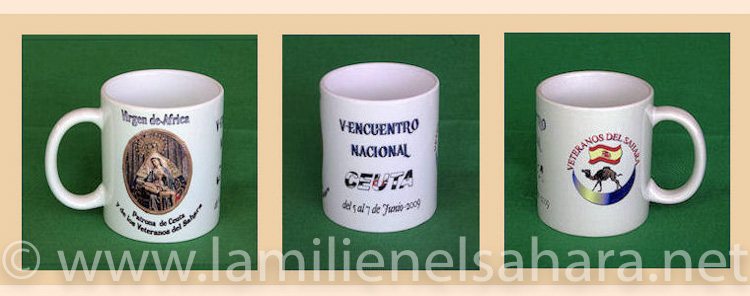 Virgen de Africa
Patrona de Ceuta
y de los Veteranos del Sahara
V ENCUENTRO
NACIONAL
CEUTA
del 5 al 7 de Junio-2009
VETERANOS DEL SAHARA
© www.lamilienelsahara.net